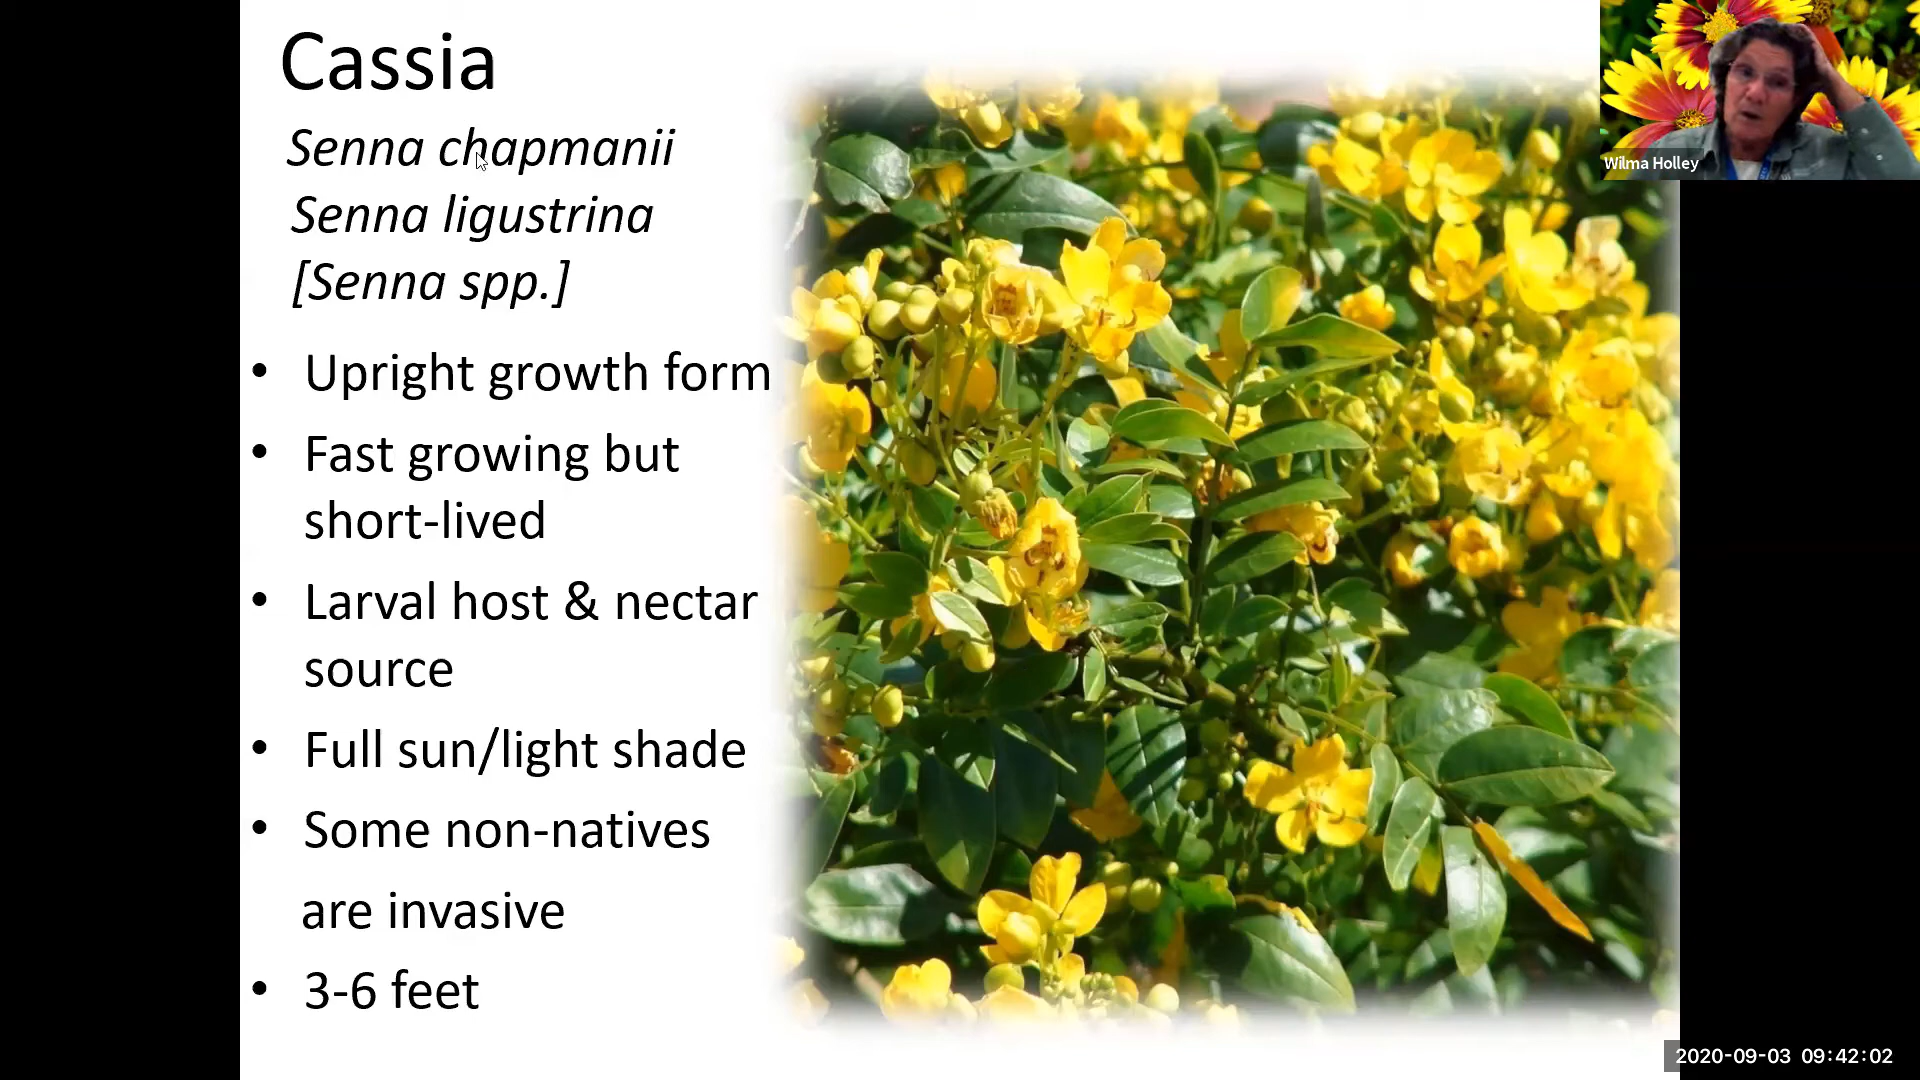 Cassia
Senna chapmanii
Senna ligustrina
[Senna spp.]
• Upright growth form
• Fast growing but
short-lived
• Larval host & nectar
source
• Full sun/light shade
• Some non-natives
are invasive
• 3-6 feet
Wilma Holley
2020-09-03 09:42:02